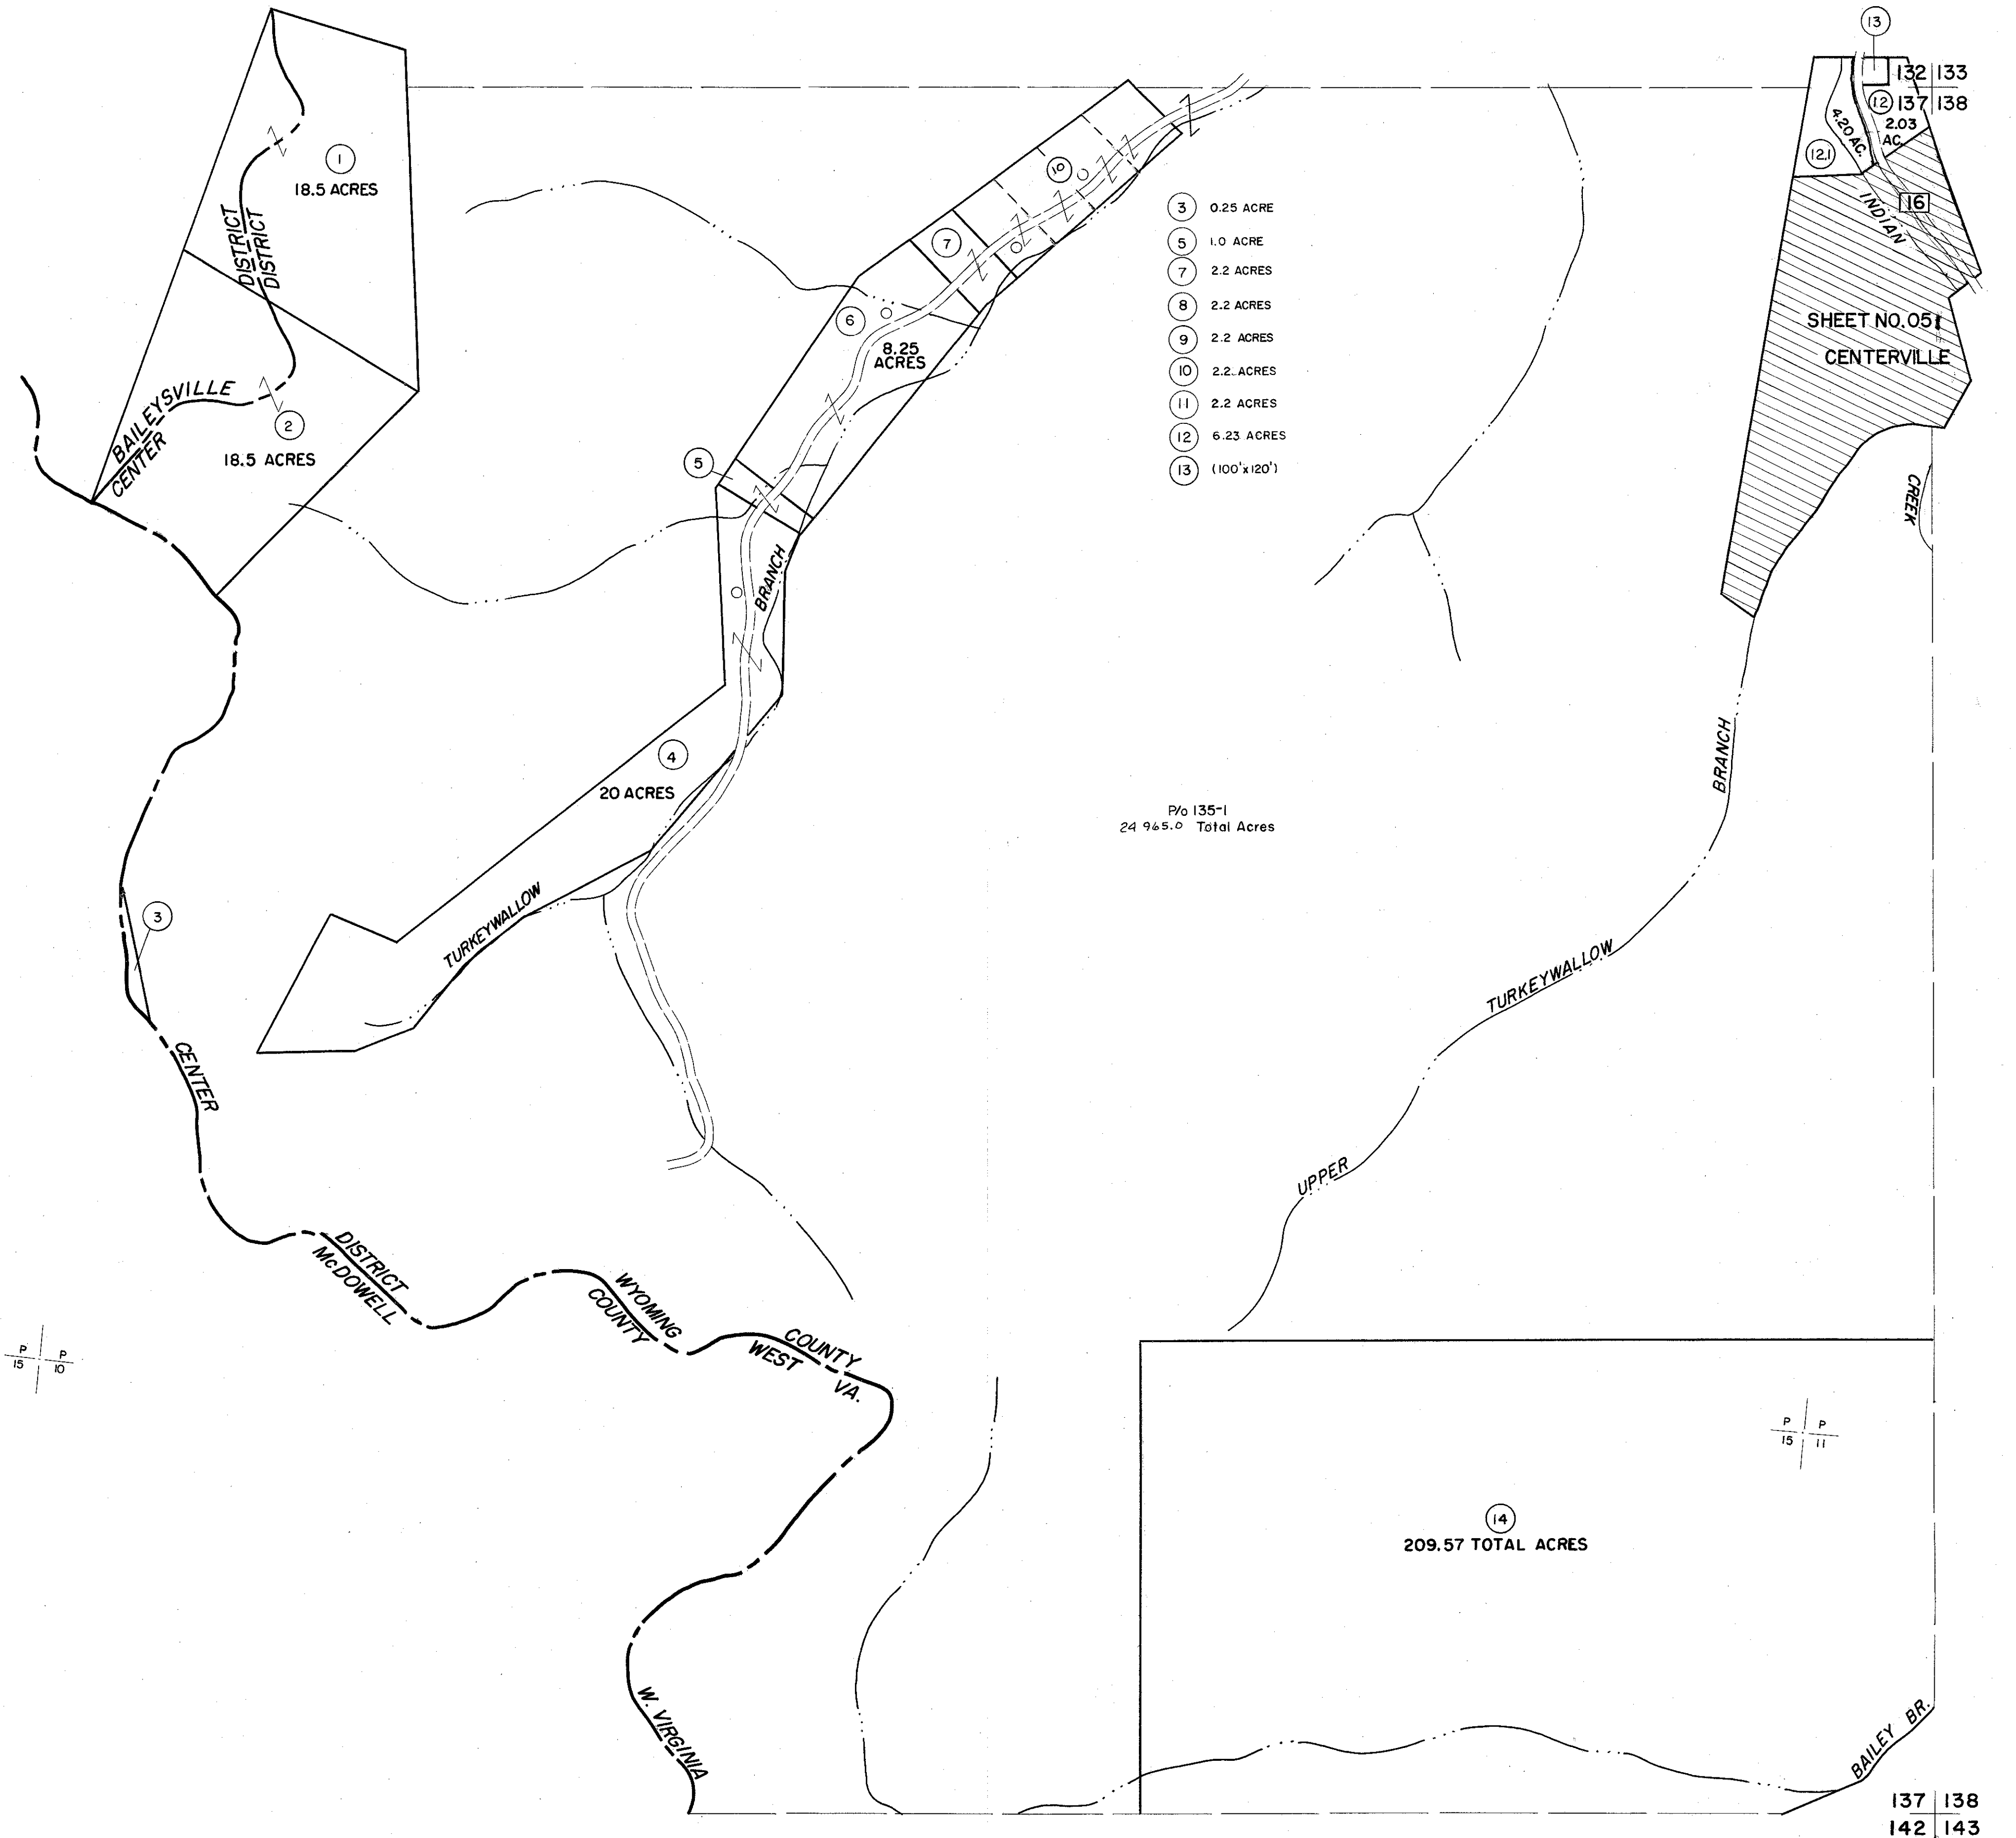 13
132 133
137 138
12
2.03
AC.
4.20 AC.
12.1
16
INDIAN
SHEET NO. 051
CENTERVILLE
CREEK
1
18.5 ACRES
DISTRICT
DISTRICT
BAILEYSVILLE
CENTER
2
18.5 ACRES
10
7
6
8.25
ACRES
5
BRANCH
3 0.25 ACRE
5 1.0 ACRE
7 2.2 ACRES
8 2.2 ACRES
9 2.2 ACRES
10 2.2 ACRES
11 2.2 ACRES
12 6.23 ACRES
13 (100'x120')
4
20 ACRES
TURKEYWALLOW
3
P/o 135-1
24 965.0 Total Acres
BRANCH
TURKEYWALLOW
UPPER
CENTER
DISTRICT
McDOWELL
WYOMING
COUNTY
COUNTY
WEST
VA.
W. VIRGINIA
P P
15 10
P P
15 11
14
209.57 TOTAL ACRES
BAILEY BR.
137 138
142 143